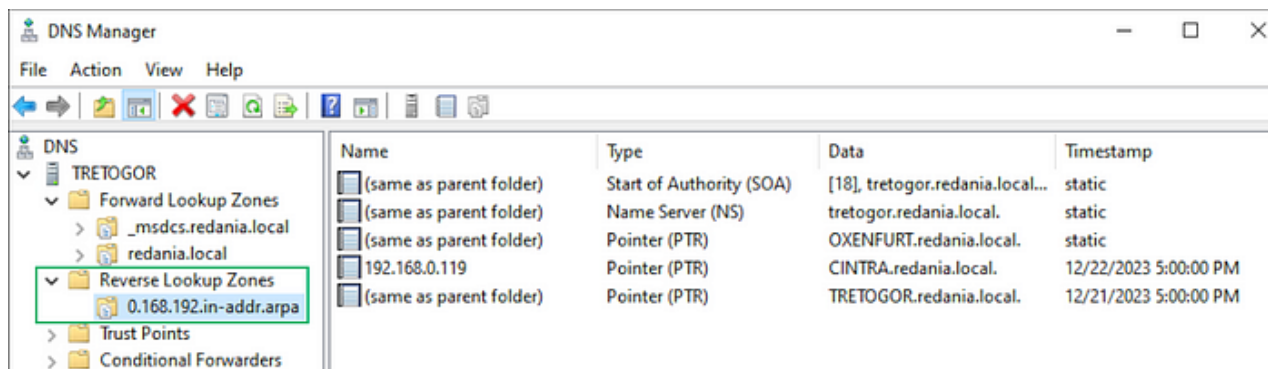 DNS Manager
File Action View Help
DNS
TRETOGOR
Forward Lookup Zones
_msdcs.redania.local
redania.local
Reverse Lookup Zones
0.168.192.in-addr.arpa
Trust Points
Conditional Forwarders
Name Type Data Timestamp
(same as parent folder) Start of Authority (SOA) [18], tretogor.redania.local... static
(same as parent folder) Name Server (NS) tretogor.redania.local. static
(same as parent folder) Pointer (PTR) OXENFURT.redania.local. static
192.168.0.119 Pointer (PTR) CINTRA.redania.local. 12/22/2023 5:00:00 PM
(same as parent folder) Pointer (PTR) TRETOGOR.redania.local. 12/21/2023 5:00:00 PM